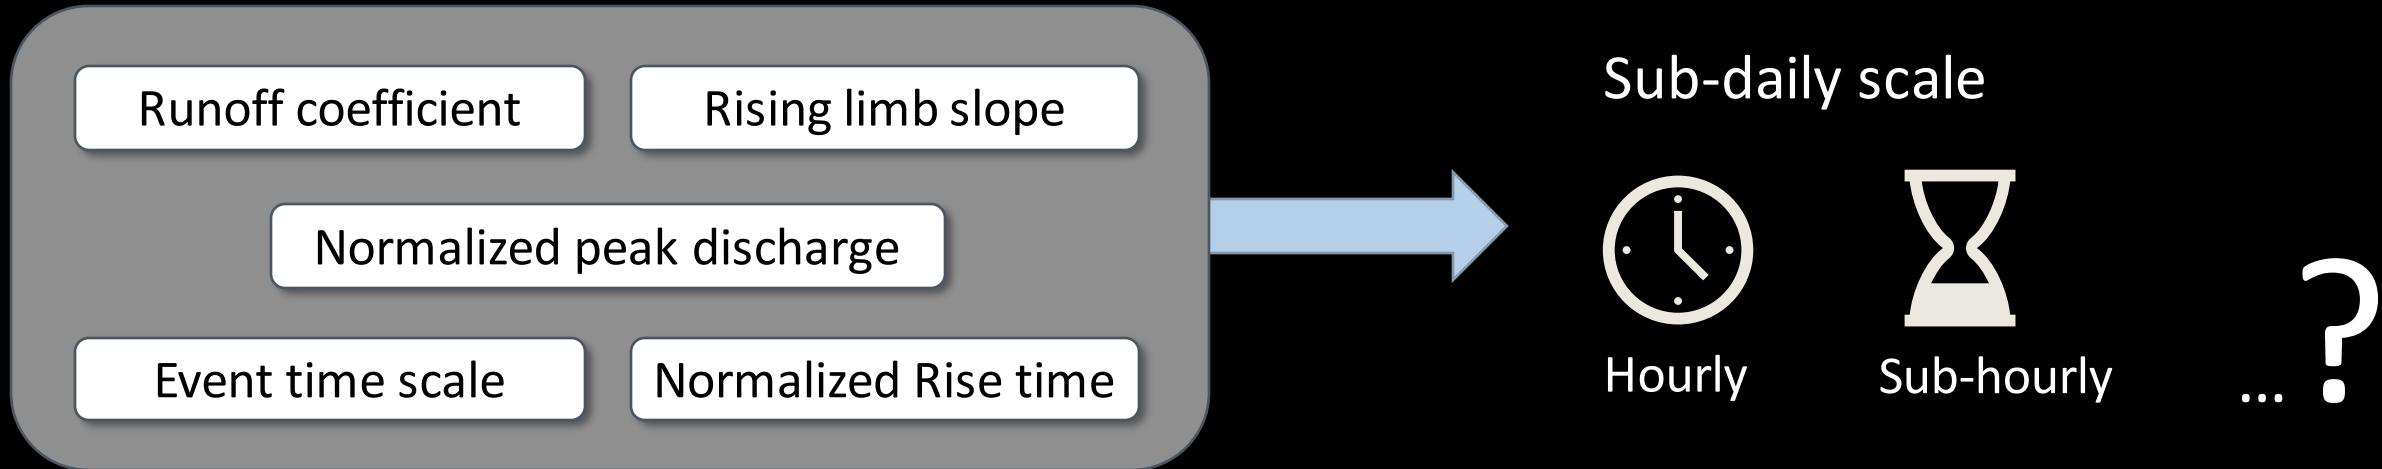 Runoff coefficient
Rising limb slope
Normalized peak discharge
Event time scale
Normalized Rise time
Sub-daily scale
Hourly
Sub-hourly
... ?